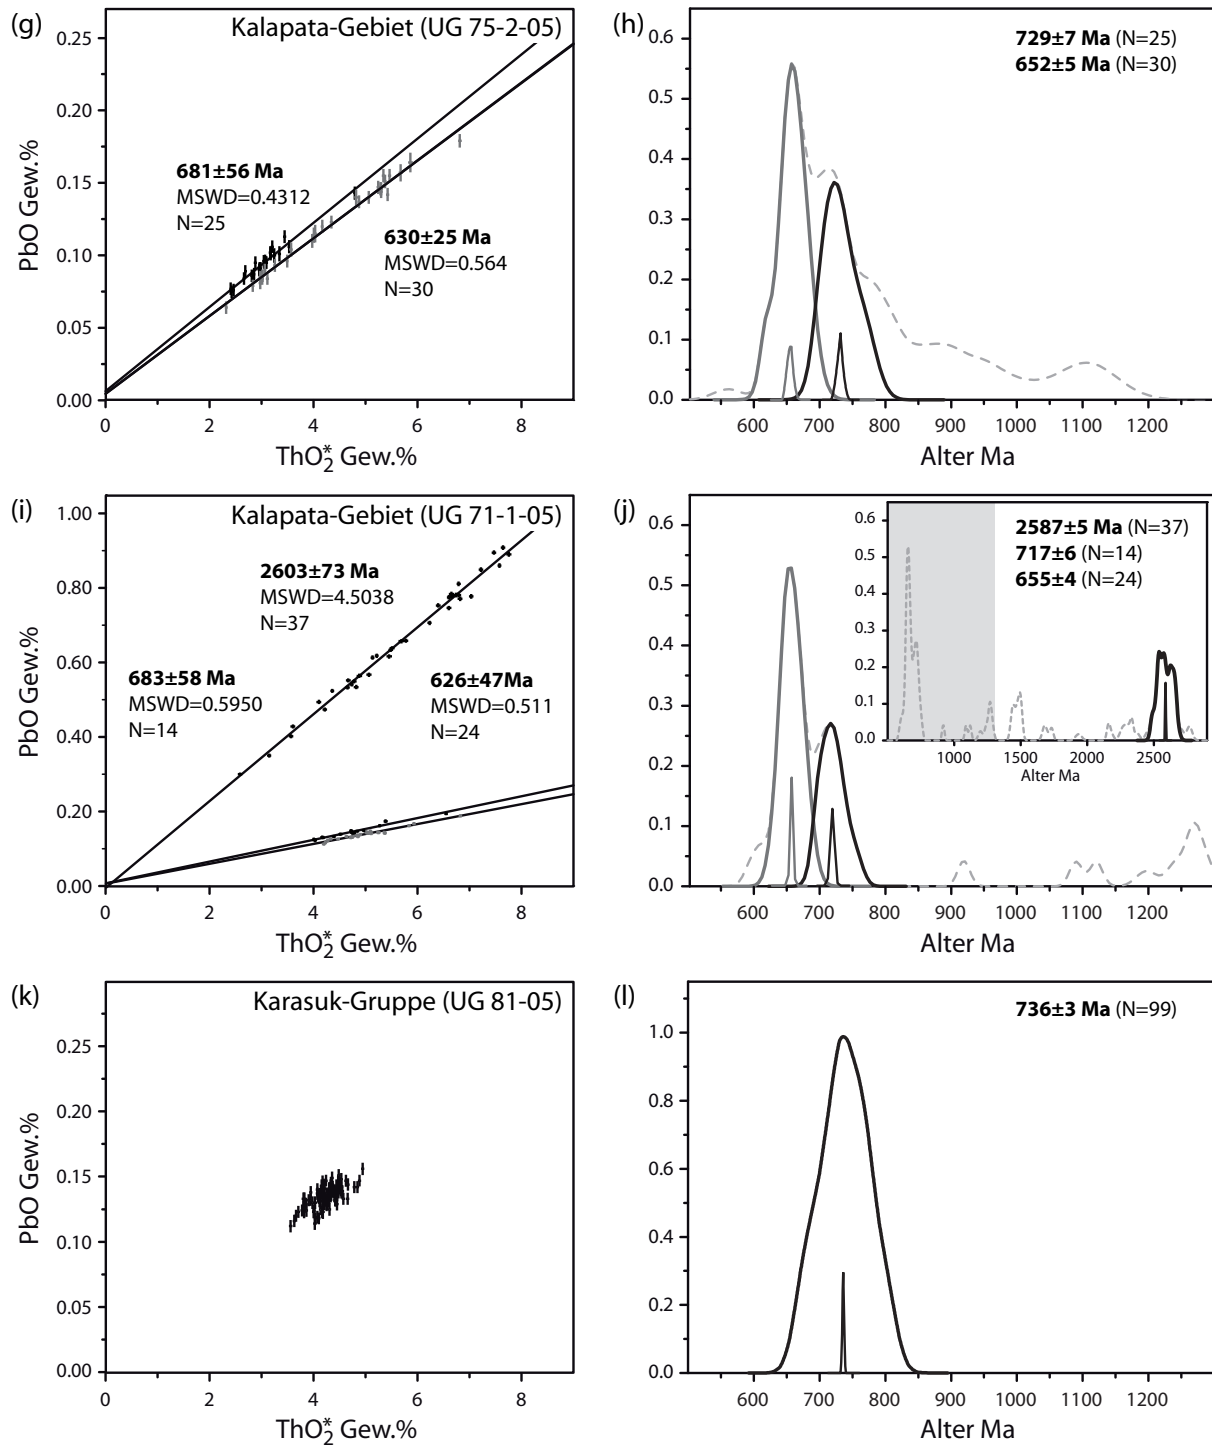 (g)
Kalapata-Gebiet (UG 75-2-05)
PbO Gew.%
0.25
0.20
0.15
0.10
0.05
0.00
681±56 Ma
MSWD=0.4312
N=25
630±25 Ma
MSWD=0.564
N=30
0 2 4 6 8
ThO2* Gew.%
(h)
729±7 Ma (N=25)
652±5 Ma (N=30)
0.6
0.5
0.4
0.3
0.2
0.1
0.0
600 700 800 900 1000 1100 1200
Alter Ma
(i)
Kalapata-Gebiet (UG 71-1-05)
PbO Gew.%
1.00
0.80
0.60
0.40
0.20
0.00
2603±73 Ma
MSWD=4.5038
N=37
683±58 Ma
MSWD=0.5950
N=14
626±47Ma
MSWD=0.511
N=24
0 2 4 6 8
ThO2* Gew.%
(j)
0.6
0.5
0.4
0.3
0.2
0.1
0.0
2587±5 Ma (N=37)
717±6 (N=14)
655±4 (N=24)
0.6
0.5
0.4
0.3
0.2
0.1
0.0
1000 1500 2000 2500
Alter Ma
600 700 800 900 1000 1100 1200
Alter Ma
(k)
Karasuk-Gruppe (UG 81-05)
PbO Gew.%
0.25
0.20
0.15
0.10
0.05
0.00
0 2 4 6 8
ThO2* Gew.%
(l)
736±3 Ma (N=99)
1.0
0.8
0.6
0.4
0.2
0.0
600 700 800 900 1000 1100 1200
Alter Ma